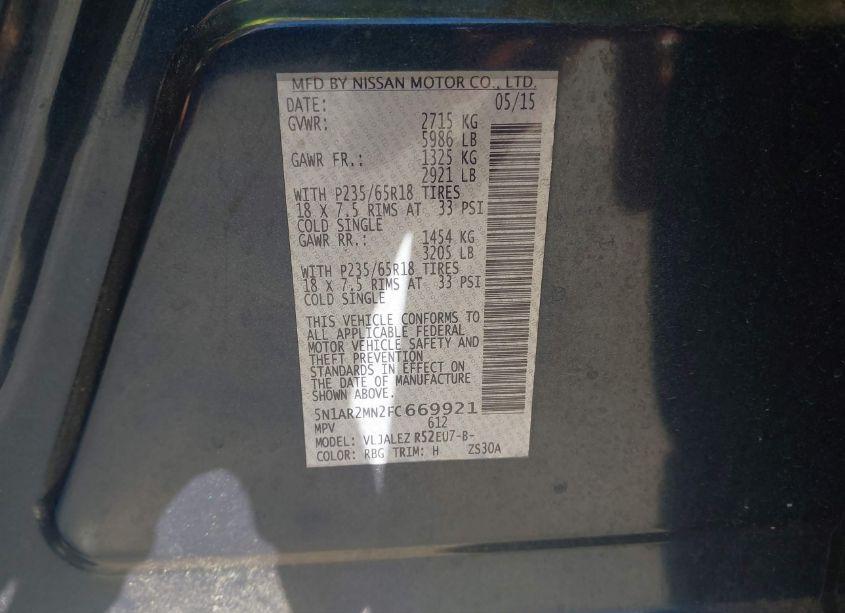 MFD BY NISSAN MOTOR CO., LTD.
DATE: 05/15
GVWR: 2715 KG
5986 LB
GAWR FR.: 1325 KG
2921 LB
WITH P235/65R18 TIRES
18 X 7.5 RIMS AT 33 PSI
COLD SINGLE
GAWR RR.: 1454 KG
3205 LB
WITH P235/65R18 TIRES
18 X 7.5 RIMS AT 33 PSI
COLD SINGLE
THIS VEHICLE CONFORMS TO
ALL APPLICABLE FEDERAL
MOTOR VEHICLE SAFETY AND
THEFT PREVENTION
STANDARDS IN EFFECT ON
THE DATE OF MANUFACTURE
SHOWN ABOVE.
5N1AR2MN2FC669921
MPV 612
MODEL: VLJALEZ R52EU7-B-
COLOR: RBG TRIM: H ZS30A